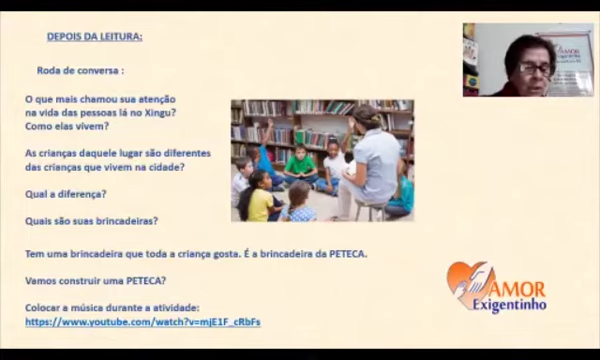 DEPOIS DA LEITURA:
Roda de conversa :
O que mais chamou sua atenção
na vida das pessoas lá no Xingu?
Como elas vivem?
As crianças daquele lugar são diferentes
das crianças que vivem na cidade?
Qual a diferença?
Quais são suas brincadeiras?
Tem uma brincadeira que toda a criança gosta. É a brincadeira da PETECA.
Vamos construir uma PETECA?
Colocar a música durante a atividade:
https://www.youtube.com/watch?v=mjE1F_cRbFs
AMOR
Exigentinho
AMOR
Exigentinho